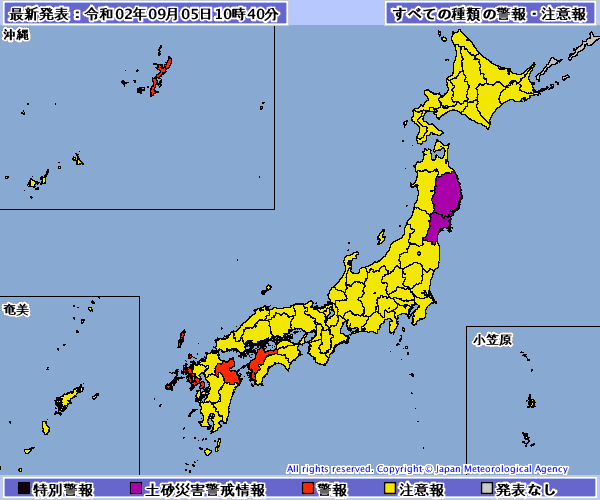 最新発表：令和02年09月05日10時40分
すべての種類の警報・注意報
沖縄
奄美
小笠原
All rights reserved. Copyright © Japan Meteorological Agency
特別警報 土砂災害警戒情報 警報 注意報 発表なし